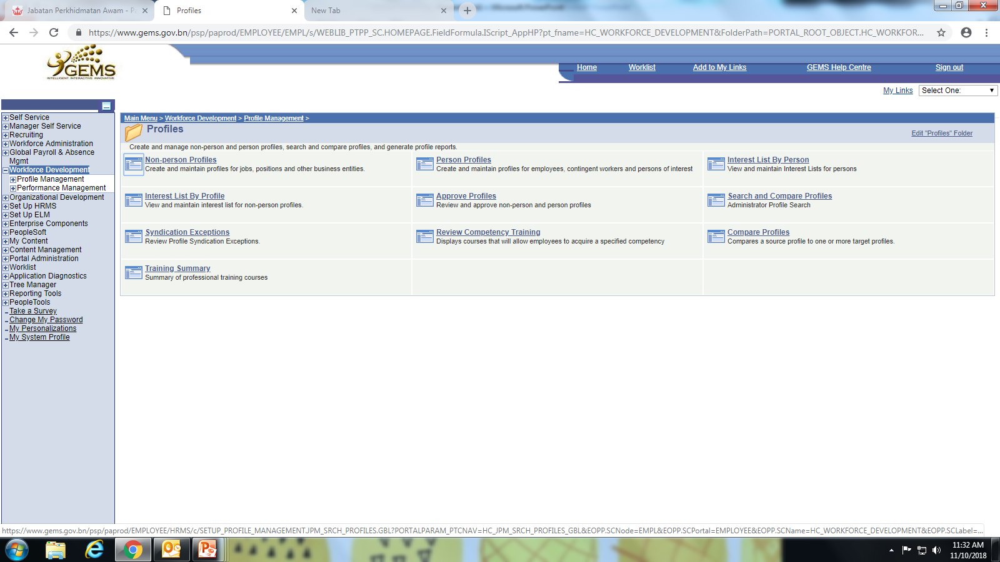 Jabatan Perkhidmatan Awam - P
Profiles
New Tab
https://www.gems.gov.bn/psp/paprod/EMPLOYEE/EMPL/s/WEBLIB_PTPP_SC.HOMEPAGE.FieldFormula.IScript_AppHP?pt_fname=HC_WORKFORCE_DEVELOPMENT&FolderPath=PORTAL_ROOT_OBJECT.HC_WORKFOR...
GEMS
INTELLIGENT. INTERACTIVE. INNOVATIVE.
Home Worklist Add to My Links GEMS Help Centre Sign out
My Links Select One:
Self Service
Manager Self Service
Recruiting
Workforce Administration
Global Payroll & Absence
Mgmt
Workforce Development
Profile Management
Performance Management
Organizational Development
Set Up HRMS
Set Up ELM
Enterprise Components
PeopleSoft
My Content
Content Management
Portal Administration
Worklist
Application Diagnostics
Tree Manager
Reporting Tools
PeopleTools
Take a Survey
Change My Password
My Personalizations
My System Profile
Main Menu > Workforce Development > Profile Management >
Profiles
Edit "Profiles" Folder
Create and manage non-person and person profiles, search and compare profiles, and generate profile reports.
Non-person Profiles
Create and maintain profiles for jobs, positions and other business entities.
Person Profiles
Create and maintain profiles for employees, contingent workers and persons of interest
Interest List By Person
View and maintain Interest Lists for persons
Interest List By Profile
View and maintain interest list for non-person profiles.
Approve Profiles
Review and approve non-person and person profiles
Search and Compare Profiles
Administrator Profile Search
Syndication Exceptions
Review Profile Syndication Exceptions.
Review Competency Training
Displays courses that will allow employees to acquire a specified competency
Compare Profiles
Compares a source profile to one or more target profiles.
Training Summary
Summary of professional training courses
https://www.gems.gov.bn/psp/paprod/EMPLOYEE/HRMS/c/SETUP_PROFILE_MANAGEMENT.JPM_SRCH_PROFILES.GBL?PORTALPARAM_PTCNAV=HC_JPM_SRCH_PROFILES_GBL&EOPP.SCNode=EMPL&EOPP.SCPortal=EMPLOYEE&EOPP.SCName=HC_WORKFORCE_DEVELOPMENT&EOPP.SCLabel=...
11:32 AM
11/10/2018